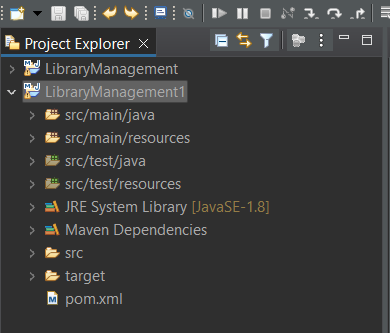 Project Explorer
LibraryManagement
LibraryManagement1
src/main/java
src/main/resources
src/test/java
src/test/resources
JRE System Library [JavaSE-1.8]
Maven Dependencies
src
target
pom.xml